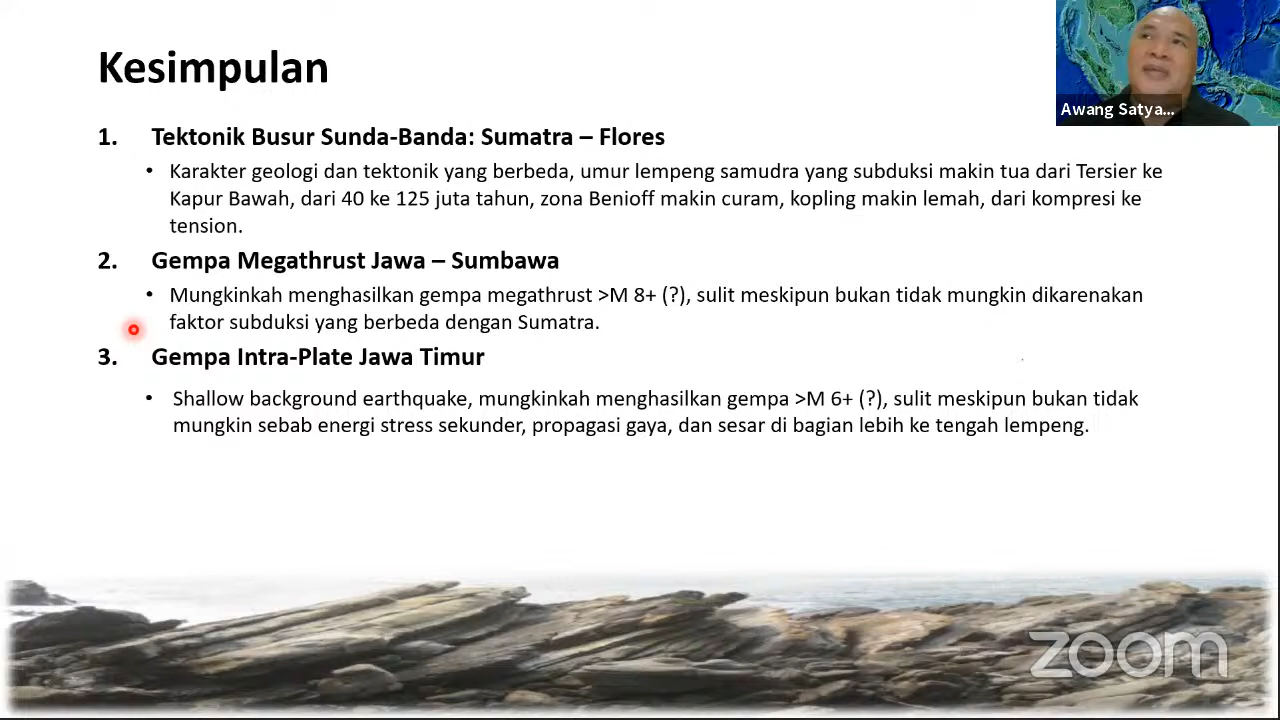 Kesimpulan
Awang Satya...
1. Tektonik Busur Sunda-Banda: Sumatra – Flores
• Karakter geologi dan tektonik yang berbeda, umur lempeng samudra yang subduksi makin tua dari Tersier ke
Kapur Bawah, dari 40 ke 125 juta tahun, zona Benioff makin curam, kopling makin lemah, dari kompresi ke
tension.
2. Gempa Megathrust Jawa – Sumbawa
• Mungkinkah menghasilkan gempa megathrust >M 8+ (?), sulit meskipun bukan tidak mungkin dikarenakan
faktor subduksi yang berbeda dengan Sumatra.
3. Gempa Intra-Plate Jawa Timur
• Shallow background earthquake, mungkinkah menghasilkan gempa >M 6+ (?), sulit meskipun bukan tidak
mungkin sebab energi stress sekunder, propagasi gaya, dan sesar di bagian lebih ke tengah lempeng.
zoom